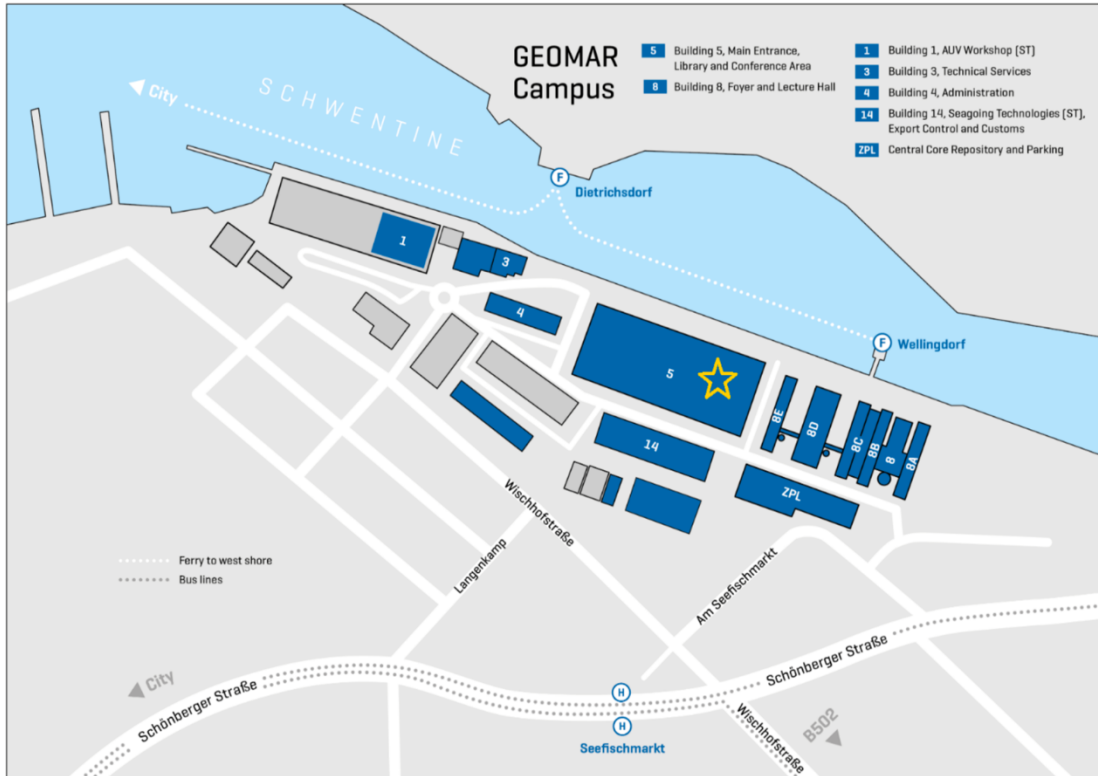 GEOMAR
Campus
5 Building 5, Main Entrance,
Library and Conference Area
8 Building 8, Foyer and Lecture Hall
1 Building 1, AUV Workshop (ST)
3 Building 3, Technical Services
4 Building 4, Administration
14 Building 14, Seagoing Technologies (ST),
Export Control and Customs
ZPL Central Core Repository and Parking
City
SCHWENTINE
F
Dietrichsdorf
F
Wellingdorf
1
3
4
5
14
ZPL
8E
8D
8C
8B
8
8A
Wischhofstraße
Langenkamp
Am Seefischmarkt
Ferry to west shore
Bus lines
City
Schönberger Straße
Schönberger Straße
H
H
Seefischmarkt
Wischhofstraße
B502